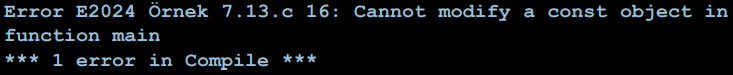 Error E2024 Örnek 7.13.c 16: Cannot modify a const object in
function main
*** 1 error in Compile ***